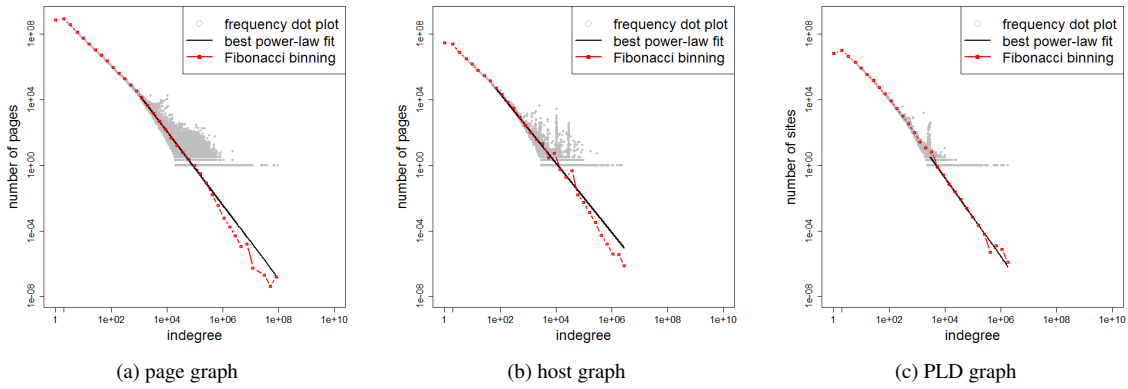 frequency dot plot
best power-law fit
Fibonacci binning
number of pages
1e-08 1e-04 1e+00 1e+04 1e+08
1 1e+02 1e+04 1e+06 1e+08 1e+10
indegree
(a) page graph
frequency dot plot
best power-law fit
Fibonacci binning
number of pages
1e-08 1e-04 1e+00 1e+04 1e+08
1 1e+02 1e+04 1e+06 1e+08 1e+10
indegree
(b) host graph
frequency dot plot
best power-law fit
Fibonacci binning
number of sites
1e-08 1e-04 1e+00 1e+04 1e+08
1 1e+02 1e+04 1e+06 1e+08 1e+10
indegree
(c) PLD graph